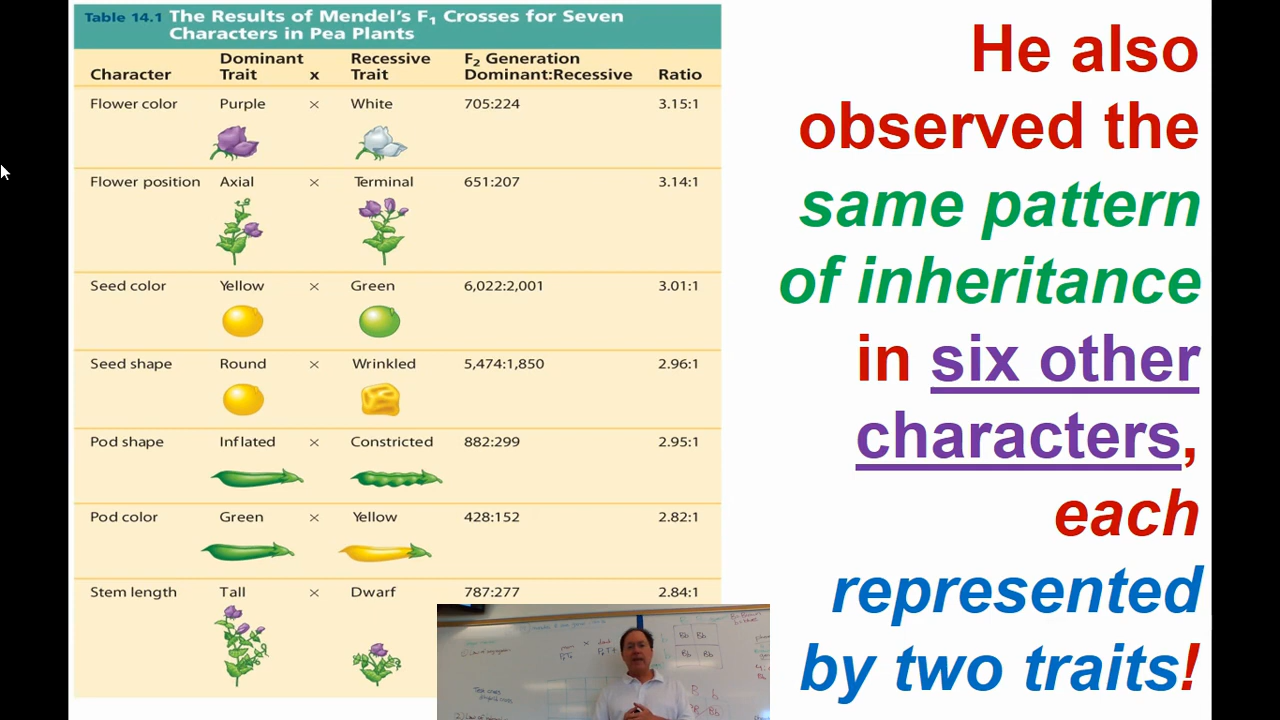 Table 14.1 The Results of Mendel's F₁ Crosses for Seven
Characters in Pea Plants
Character Dominant Trait x Recessive Trait F₂ Generation Dominant:Recessive Ratio
Flower color Purple × White 705:224 3.15:1
Flower position Axial × Terminal 651:207 3.14:1
Seed color Yellow × Green 6,022:2,001 3.01:1
Seed shape Round × Wrinkled 5,474:1,850 2.96:1
Pod shape Inflated × Constricted 882:299 2.95:1
Pod color Green × Yellow 428:152 2.82:1
Stem length Tall × Dwarf 787:277 2.84:1
He also
observed the
same pattern
of inheritance
in six other
characters,
each
represented
by two traits!
Bb Bb
Bb Bb